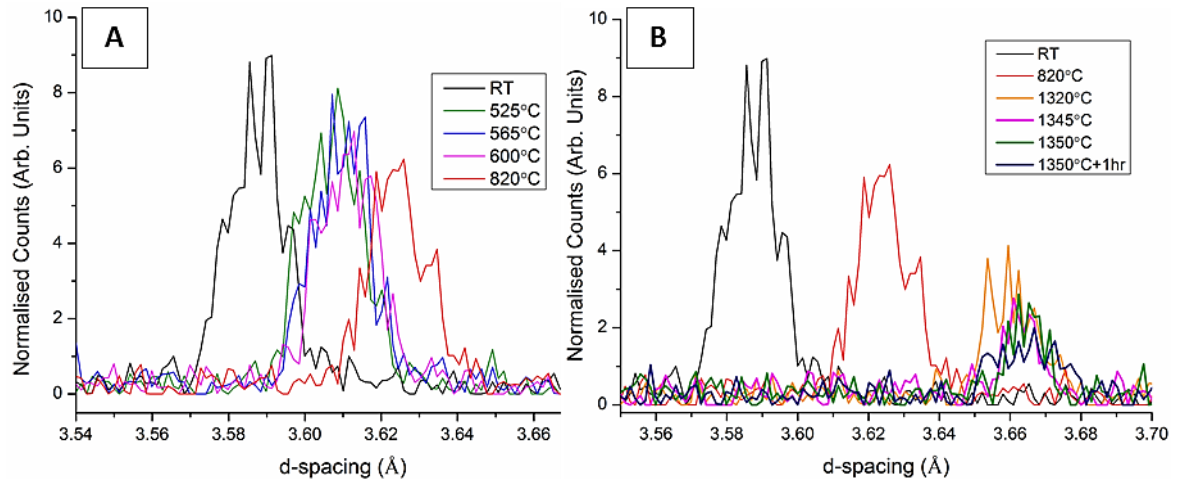 A
10
8
6
4
2
0
Normalised Counts (Arb. Units)
RT
525°C
565°C
600°C
820°C
3.54 3.56 3.58 3.60 3.62 3.64 3.66
d-spacing (Å)
B
10
8
6
4
2
0
Normalised Counts (Arb. Units)
RT
820°C
1320°C
1345°C
1350°C
1350°C+1hr
3.56 3.58 3.60 3.62 3.64 3.66 3.68 3.70
d-spacing (Å)